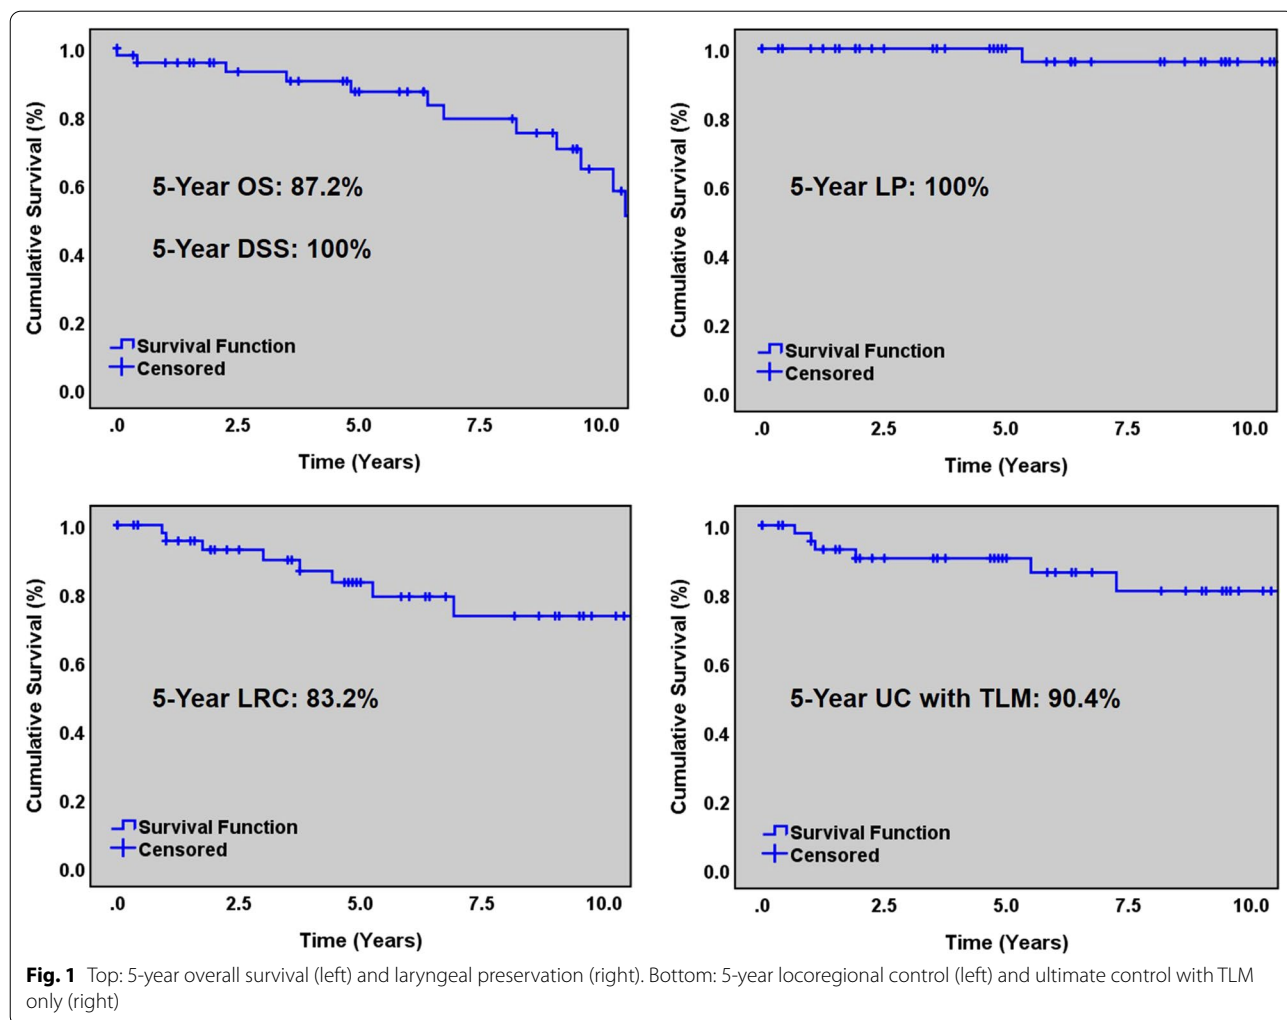 Cumulative Survival (%)
1.0
0.8
0.6
0.4
0.2
0.0
5-Year OS: 87.2%
5-Year DSS: 100%
Survival Function
Censored
.0 2.5 5.0 7.5 10.0
Time (Years)
Cumulative Survival (%)
1.0
0.8
0.6
0.4
0.2
0.0
5-Year LP: 100%
Survival Function
Censored
.0 2.5 5.0 7.5 10.0
Time (Years)
Cumulative Survival (%)
1.0
0.8
0.6
0.4
0.2
0.0
5-Year LRC: 83.2%
Survival Function
Censored
.0 2.5 5.0 7.5 10.0
Time (Years)
Cumulative Survival (%)
1.0
0.8
0.6
0.4
0.2
0.0
5-Year UC with TLM: 90.4%
Survival Function
Censored
.0 2.5 5.0 7.5 10.0
Time (Years)
Fig. 1 Top: 5-year overall survival (left) and laryngeal preservation (right). Bottom: 5-year locoregional control (left) and ultimate control with TLM
only (right)